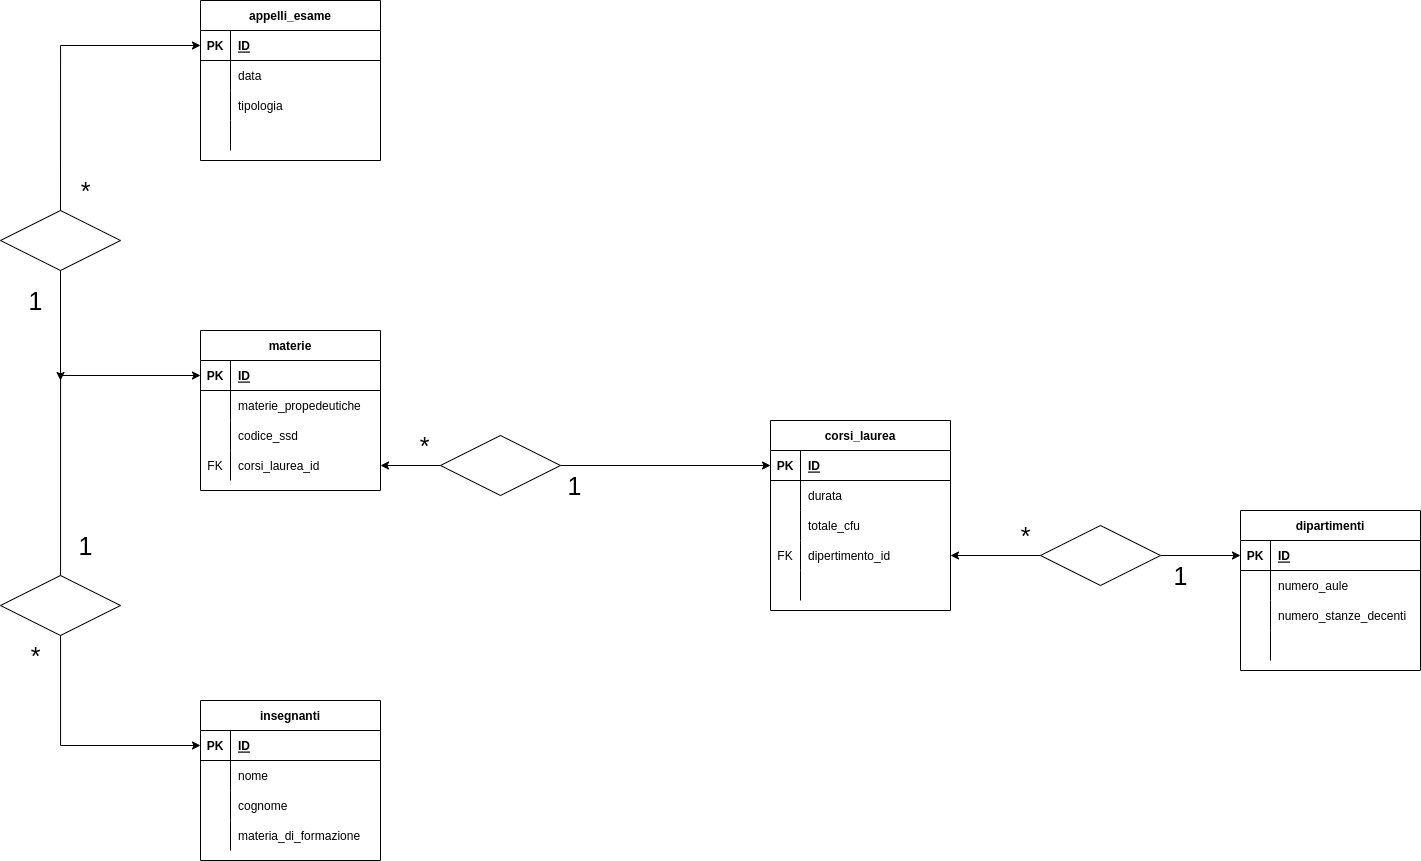 appelli_esame
PK ID
data
tipologia
*
1
materie
PK ID
materie_propedeutiche
codice_ssd
FK corsi_laurea_id
*
1
corsi_laurea
PK ID
durata
totale_cfu
FK dipertimento_id
*
1
dipartimenti
PK ID
numero_aule
numero_stanze_decenti
1
*
insegnanti
PK ID
nome
cognome
materia_di_formazione